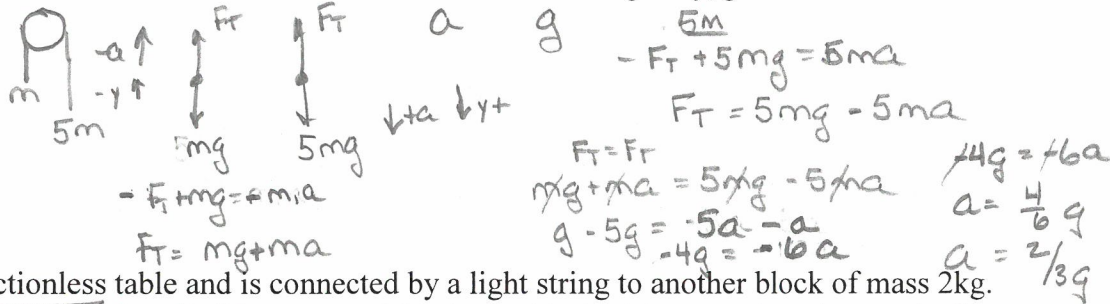 FT FT a g 5m
-a ↑
m -y ↑
5m
mg 5mg ↓+a ↓y+
- FT + mg = - m,a
FT = mg + ma
- FT + 5mg = 5ma
FT = 5mg - 5ma
FT = FT
mg + ma = 5mg - 5ma
g - 5g = -5a - a
-4g = -6a
-4g = -6a
a = 4/6 g
a = 2/3 g
ctionless table and is connected by a light string to another block of mass 2kg.